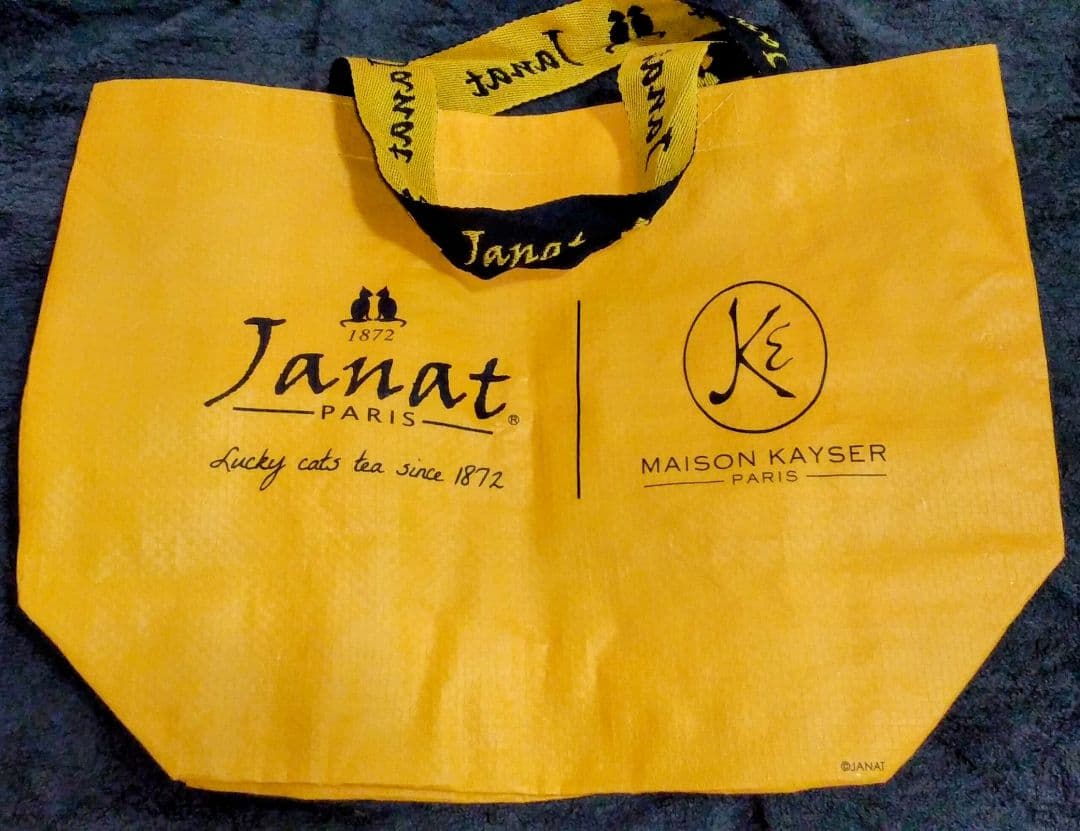 Janat
Janat
Janat
Janat
1872
Janat
PARIS
®
Lucky cats tea since 1872
KE
MAISON KAYSER
PARIS
©JANAT